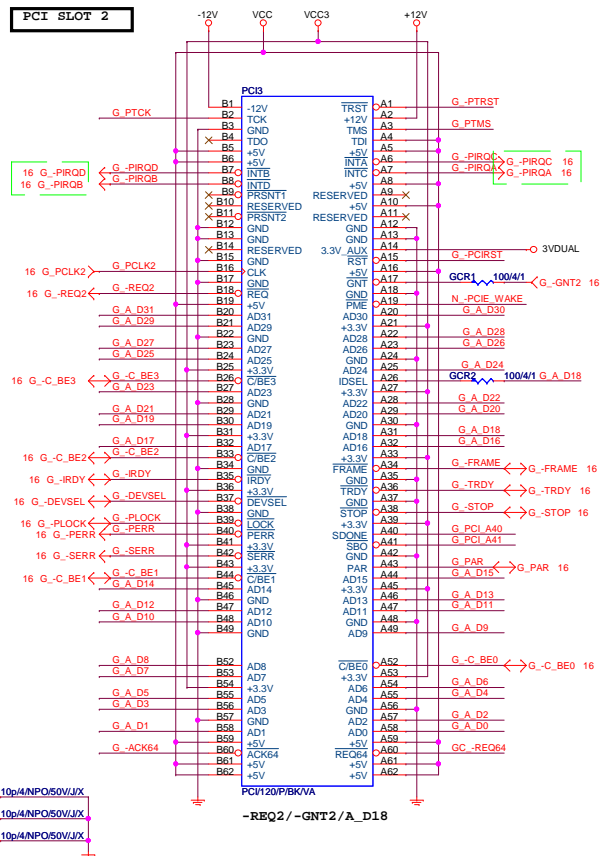 PCI SLOT 2
-12V VCC VCC3 +12V
PCI3
B1 -12V TRST A1 G_-PTRST
G_PTCK B2 TCK +12V A2
B3 GND TMS A3 G_PTMS
B4 TDO TDI A4
B5 +5V +5V A5
B6 +5V INTA A6 G_-PIRQC G_-PIRQC 16
16 G_-PIRQD G_-PIRQD B7 INTB INTC A7 G_-PIRQA G_-PIRQA 16
16 G_-PIRQB G_-PIRQB B8 INTD +5V A8
B9 PRSNT1 RESERVED A9
B10 RESERVED +5V A10
B11 PRSNT2 RESERVED A11
B12 GND GND A12
B13 GND GND A13
B14 RESERVED 3.3V_AUX A14 3VDUAL
B15 GND RST A15 G_-PCIRST
16 G_PCLK2 G_PCLK2 B16 CLK +5V A16
B17 GND GNT A17 GCR1 100/4/1 G_-GNT2 16
16 G_-REQ2 G_-REQ2 B18 REQ GND A18
B19 +5V PME A19 N_-PCIE_WAKE
G_A_D31 B20 AD31 AD30 A20 G_A_D30
G_A_D29 B21 AD29 +3.3V A21
B22 GND AD28 A22 G_A_D28
G_A_D27 B23 AD27 AD26 A23 G_A_D26
G_A_D25 B24 AD25 GND A24
B25 +3.3V AD24 A25 G_A_D24
16 G_-C_BE3 G_-C_BE3 B26 C/BE3 IDSEL A26 GCR2 100/4/1 G_A_D18
G_A_D23 B27 AD23 +3.3V A27
B28 GND AD22 A28 G_A_D22
G_A_D21 B29 AD21 AD20 A29 G_A_D20
G_A_D19 B30 AD19 GND A30
B31 +3.3V AD18 A31 G_A_D18
G_A_D17 B32 AD17 AD16 A32 G_A_D16
16 G_-C_BE2 G_-C_BE2 B33 C/BE2 +3.3V A33
B34 GND FRAME A34 G_-FRAME G_-FRAME 16
16 G_-IRDY G_-IRDY B35 IRDY GND A35
B36 +3.3V TRDY A36 G_-TRDY G_-TRDY 16
16 G_-DEVSEL G_-DEVSEL B37 DEVSEL GND A37
B38 GND STOP A38 G_-STOP G_-STOP 16
16 G_-PLOCK G_-PLOCK B39 LOCK +3.3V A39
16 G_-PERR G_-PERR B40 PERR SDONE A40 G_PCI_A40
B41 +3.3V SBO A41 G_PCI_A41
16 G_-SERR G_-SERR B42 SERR GND A42
B43 +3.3V PAR A43 G_PAR G_PAR 16
16 G_-C_BE1 G_-C_BE1 B44 C/BE1 AD15 A44 G_A_D15
G_A_D14 B45 AD14 +3.3V A45
B46 GND AD13 A46 G_A_D13
G_A_D12 B47 AD12 AD11 A47 G_A_D11
G_A_D10 B48 AD10 GND A48
B49 GND AD9 A49 G_A_D9
G_A_D8 B52 AD8 C/BE0 A52 G_-C_BE0 G_-C_BE0 16
G_A_D7 B53 AD7 +3.3V A53
B54 +3.3V AD6 A54 G_A_D6
G_A_D5 B55 AD5 AD4 A55 G_A_D4
G_A_D3 B56 AD3 GND A56
B57 GND AD2 A57 G_A_D2
G_A_D1 B58 AD1 AD0 A58 G_A_D0
B59 +5V +5V A59
G_-ACK64 B60 ACK64 REQ64 A60 GC_-REQ64
B61 +5V +5V A61
B62 +5V +5V A62
PCI/120/P/BK/VA
10p/4/NPO/50V/J/X
10p/4/NPO/50V/J/X
10p/4/NPO/50V/J/X
-REQ2/-GNT2/A_D18